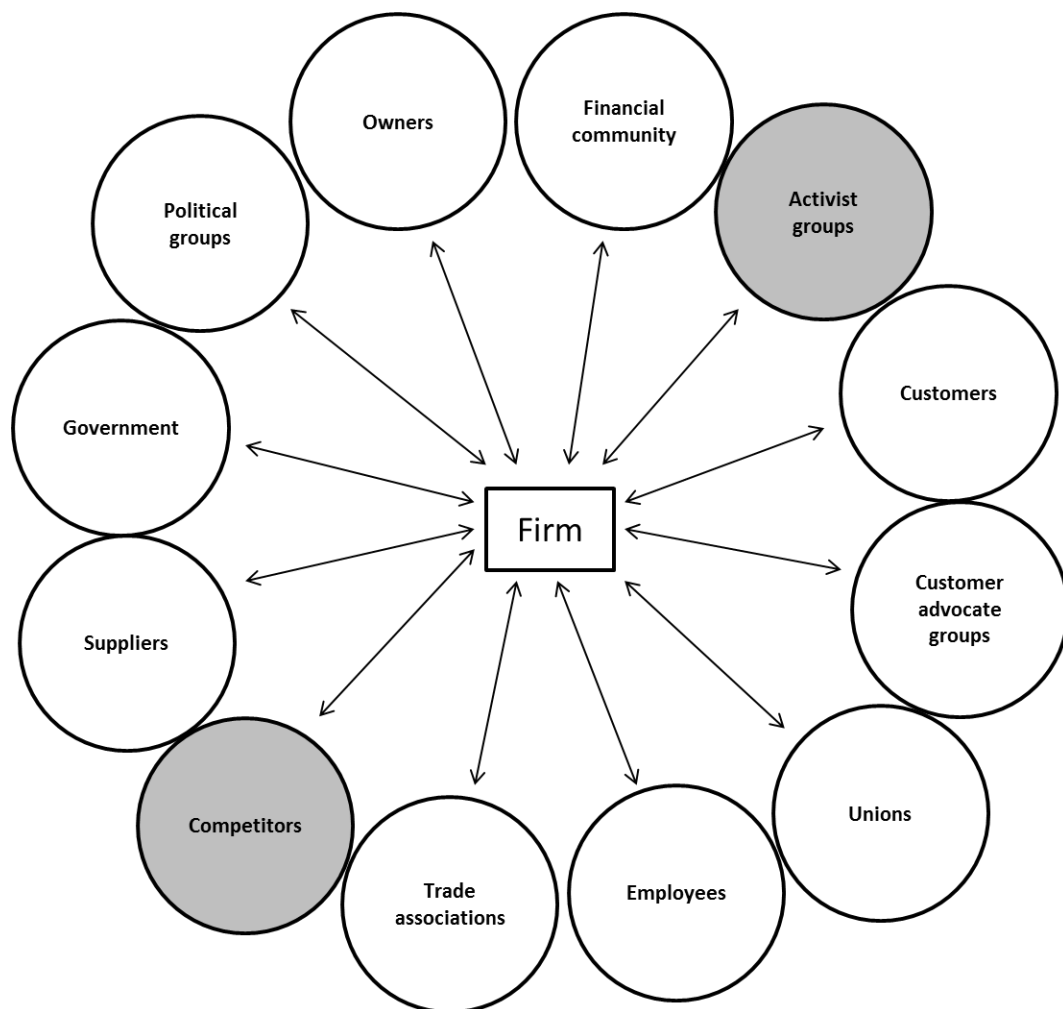 Owners
Financial
community
Activist
groups
Customers
Customer
advocate
groups
Unions
Employees
Trade
associations
Competitors
Suppliers
Government
Political
groups
Firm